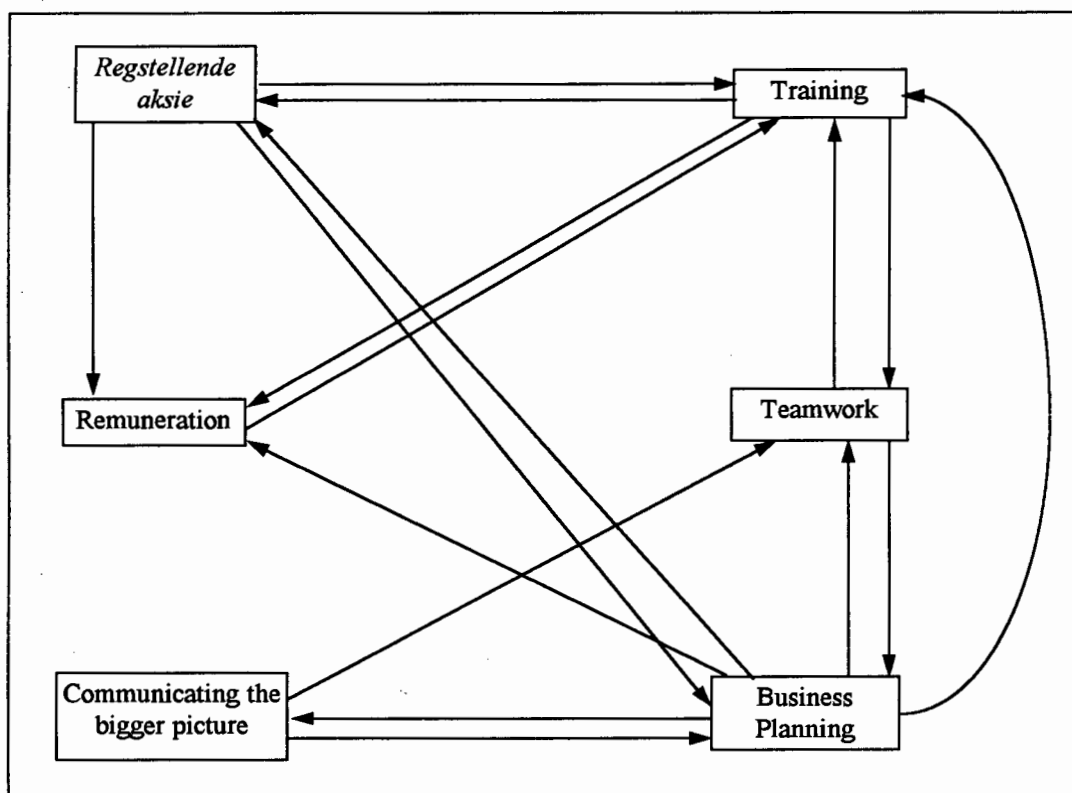 Regstellende
aksie
Training
Remuneration
Teamwork
Communicating the
bigger picture
Business
Planning